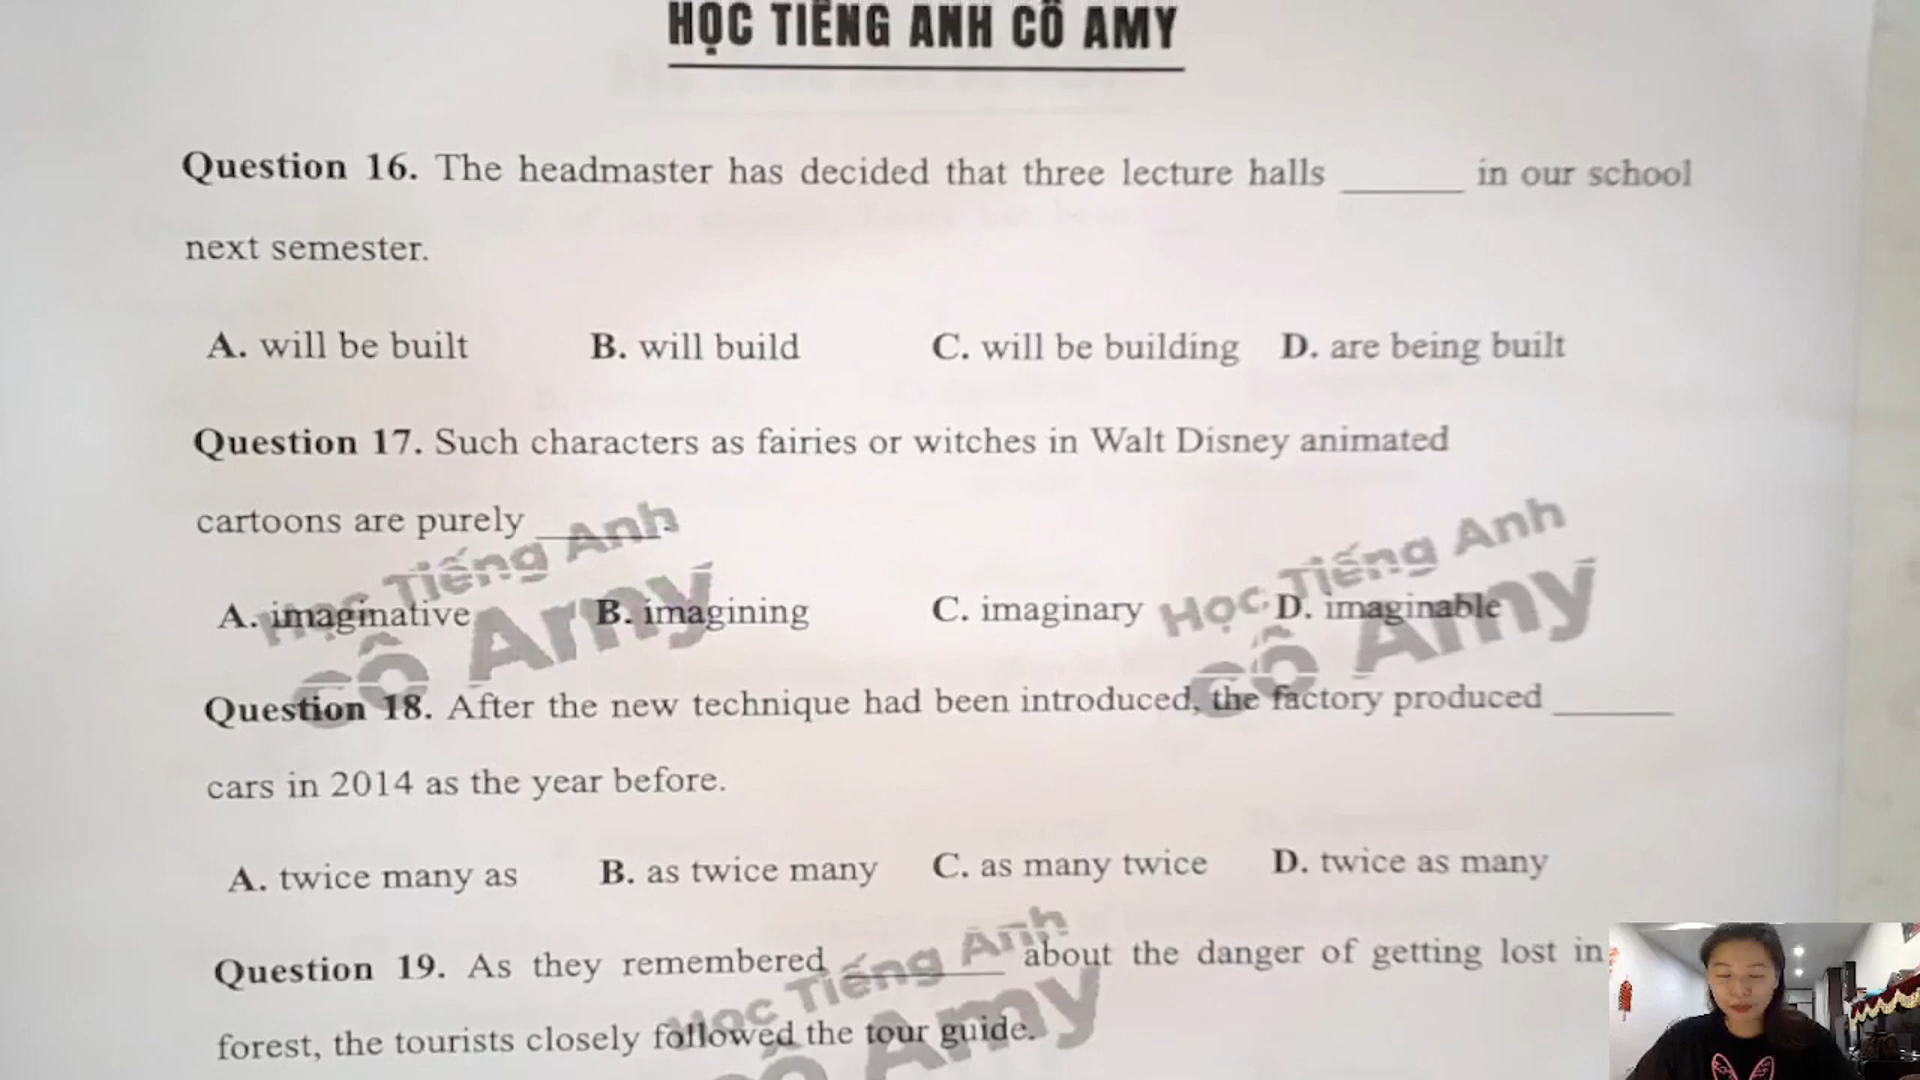 HỌC TIẾNG ANH CÔ AMY
Question 16. The headmaster has decided that three lecture halls ______ in our school
next semester.
A. will be built B. will build C. will be building D. are being built
Question 17. Such characters as fairies or witches in Walt Disney animated
cartoons are purely ______.
A. imaginative B. imagining C. imaginary D. imaginable
Học Tiếng Anh
Cô Amy
Học Tiếng Anh
Cô Amy
Question 18. After the new technique had been introduced, the factory produced ______
cars in 2014 as the year before.
A. twice many as B. as twice many C. as many twice D. twice as many
Question 19. As they remembered ________ about the danger of getting lost in
forest, the tourists closely followed the tour guide.
Học Tiếng Anh
Cô Amy